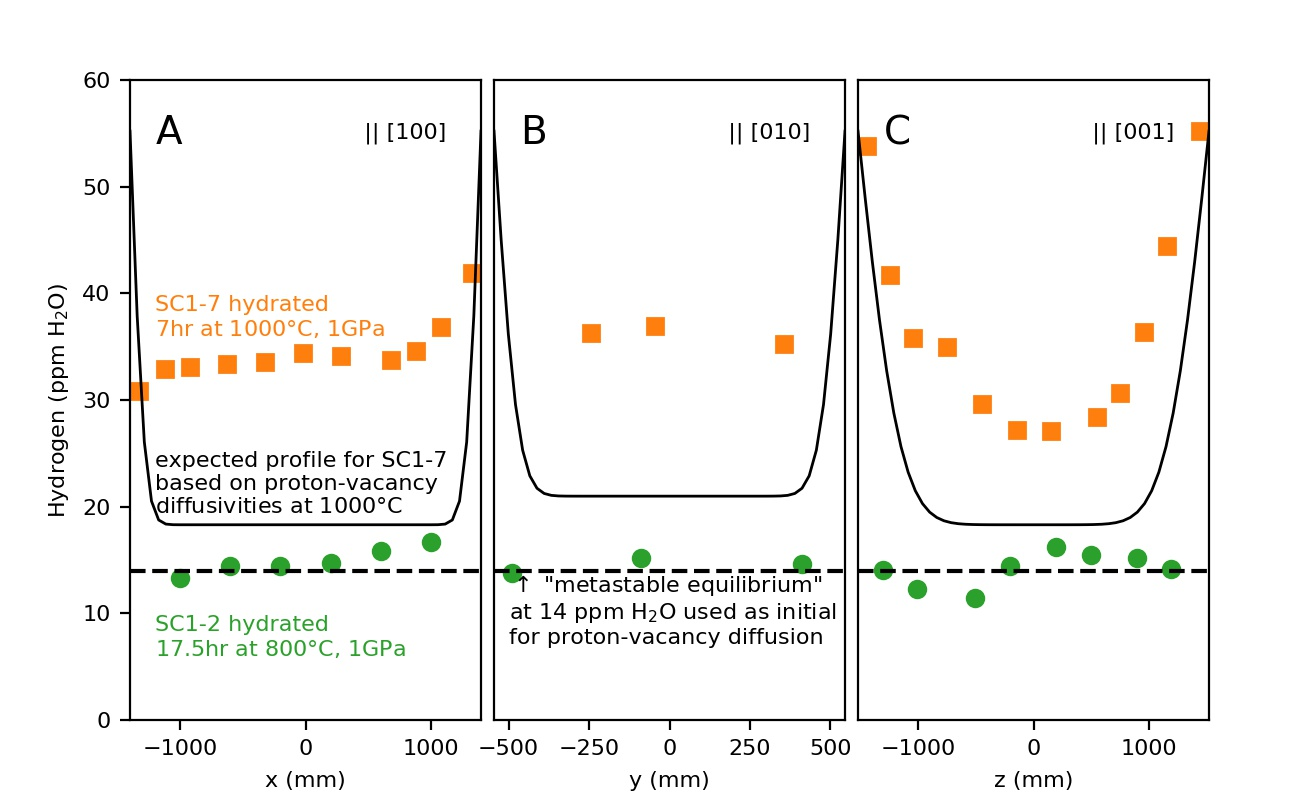 A
|| [100]
B
|| [010]
C
|| [001]
Hydrogen (ppm H₂O)
60
50
40
30
20
10
0
SC1-7 hydrated
7hr at 1000°C, 1GPa
expected profile for SC1-7
based on proton-vacancy
diffusivities at 1000°C
SC1-2 hydrated
17.5hr at 800°C, 1GPa
↑ "metastable equilibrium"
at 14 ppm H₂O used as initial
for proton-vacancy diffusion
−1000 0 1000
−500 −250 0 250 500
−1000 0 1000
x (mm)
y (mm)
z (mm)